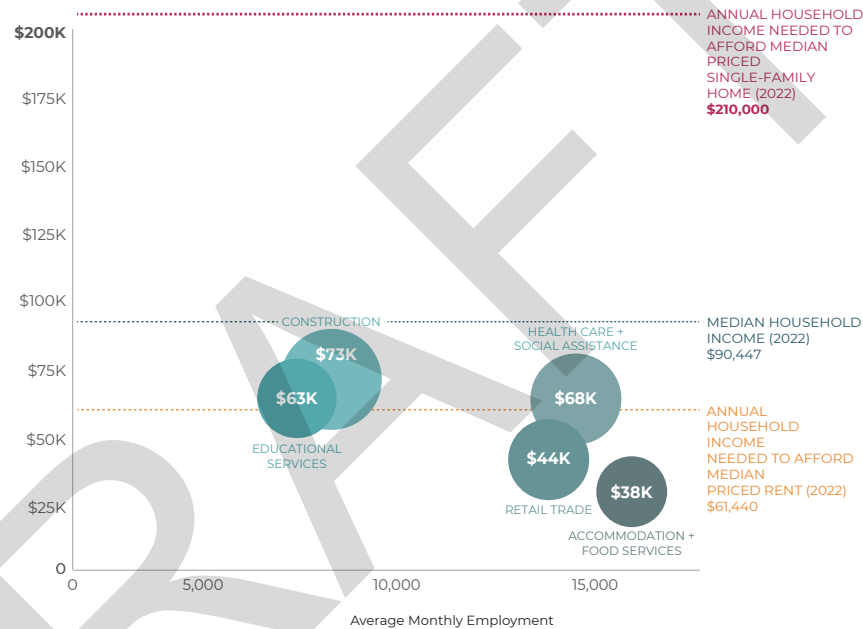 ANNUAL HOUSEHOLD
INCOME NEEDED TO
AFFORD MEDIAN
PRICED
SINGLE-FAMILY
HOME (2022)
$210,000
$200K
$175K
$150K
$125K
$100K
CONSTRUCTION
MEDIAN HOUSEHOLD
INCOME (2022)
$90,447
HEALTH CARE +
SOCIAL ASSISTANCE
$73K
$75K
$63K
$68K
ANNUAL
HOUSEHOLD
INCOME
NEEDED TO AFFORD
MEDIAN
PRICED RENT (2022)
$61,440
$50K
EDUCATIONAL
SERVICES
$44K
$38K
$25K
RETAIL TRADE
ACCOMMODATION +
FOOD SERVICES
0
0
5,000
10,000
15,000
Average Monthly Employment
RAFT